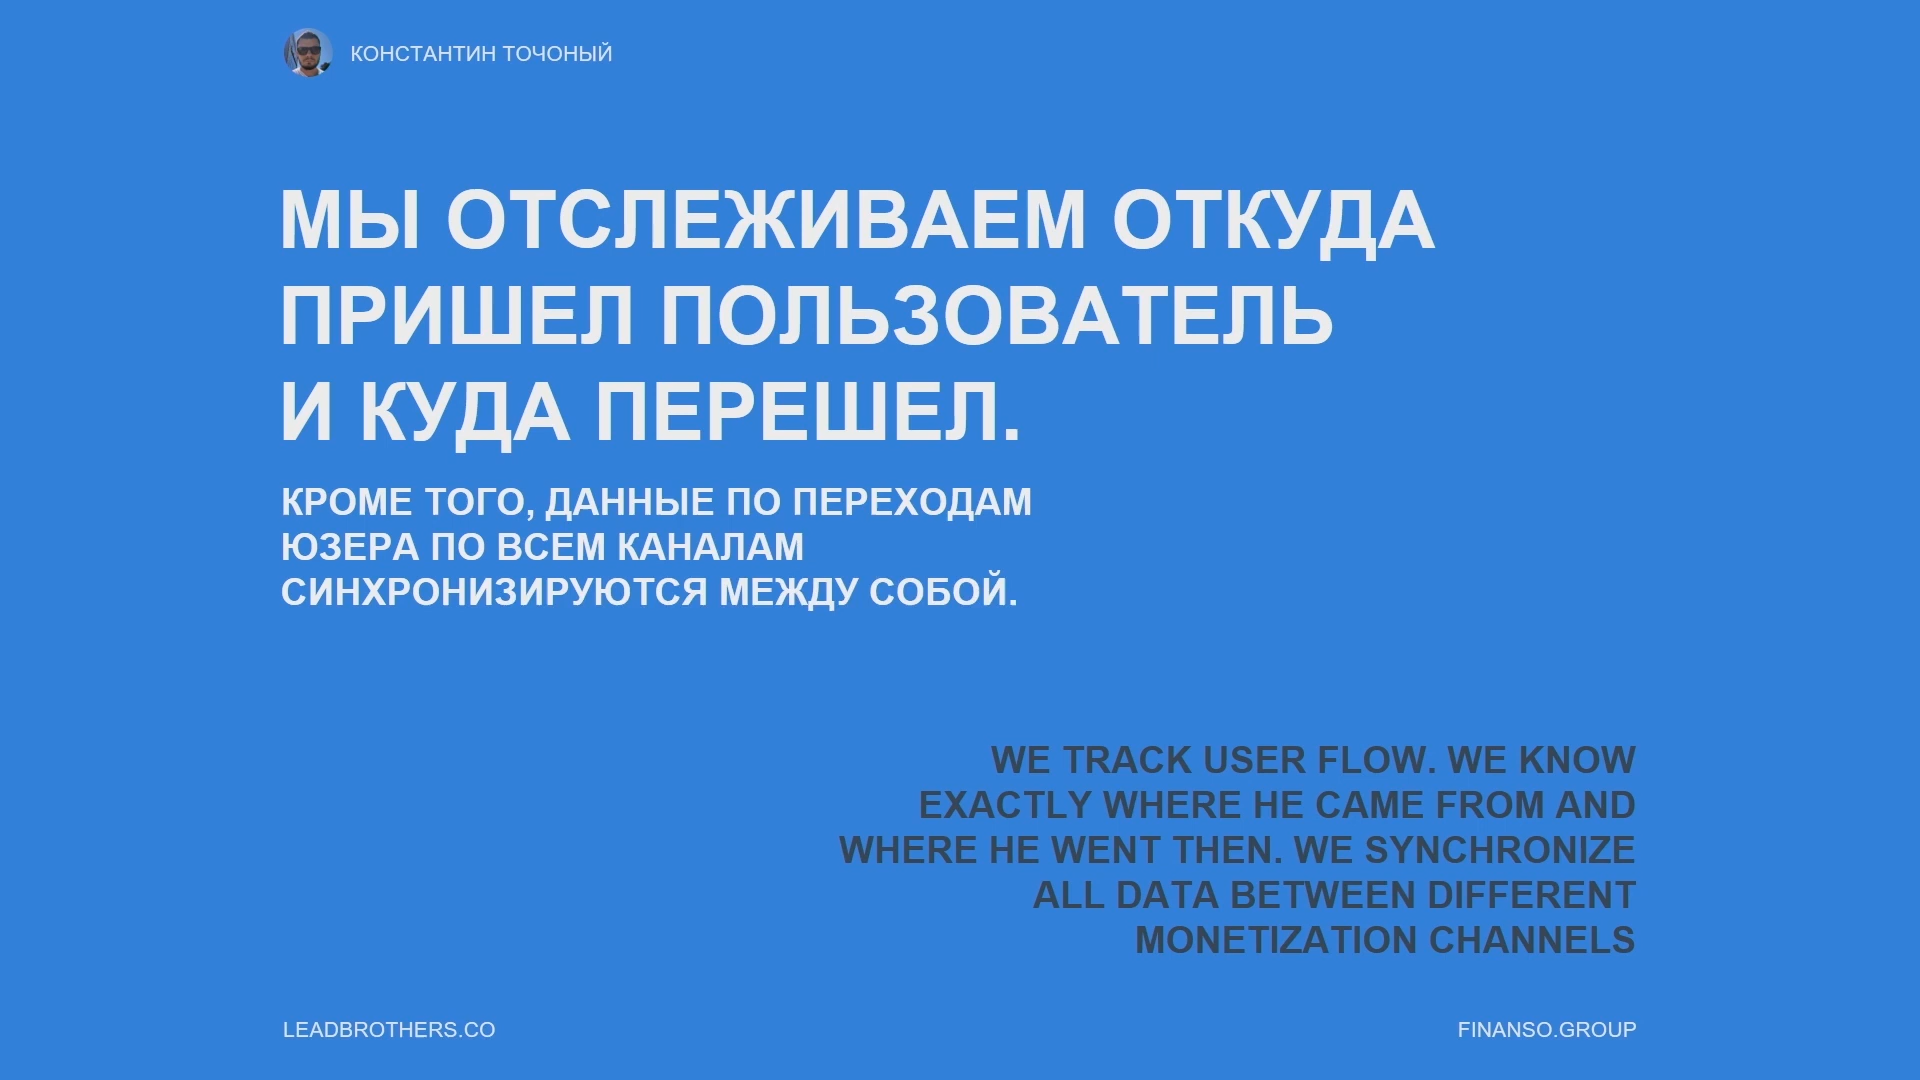 КОНСТАНТИН ТОЧОНЫЙ
МЫ ОТСЛЕЖИВАЕМ ОТКУДА
ПРИШЕЛ ПОЛЬЗОВАТЕЛЬ
И КУДА ПЕРЕШЕЛ.
КРОМЕ ТОГО, ДАННЫЕ ПО ПЕРЕХОДАМ
ЮЗЕРА ПО ВСЕМ КАНАЛАМ
СИНХРОНИЗИРУЮТСЯ МЕЖДУ СОБОЙ.
WE TRACK USER FLOW. WE KNOW
EXACTLY WHERE HE CAME FROM AND
WHERE HE WENT THEN. WE SYNCHRONIZE
ALL DATA BETWEEN DIFFERENT
MONETIZATION CHANNELS
LEADBROTHERS.CO
FINANSO.GROUP